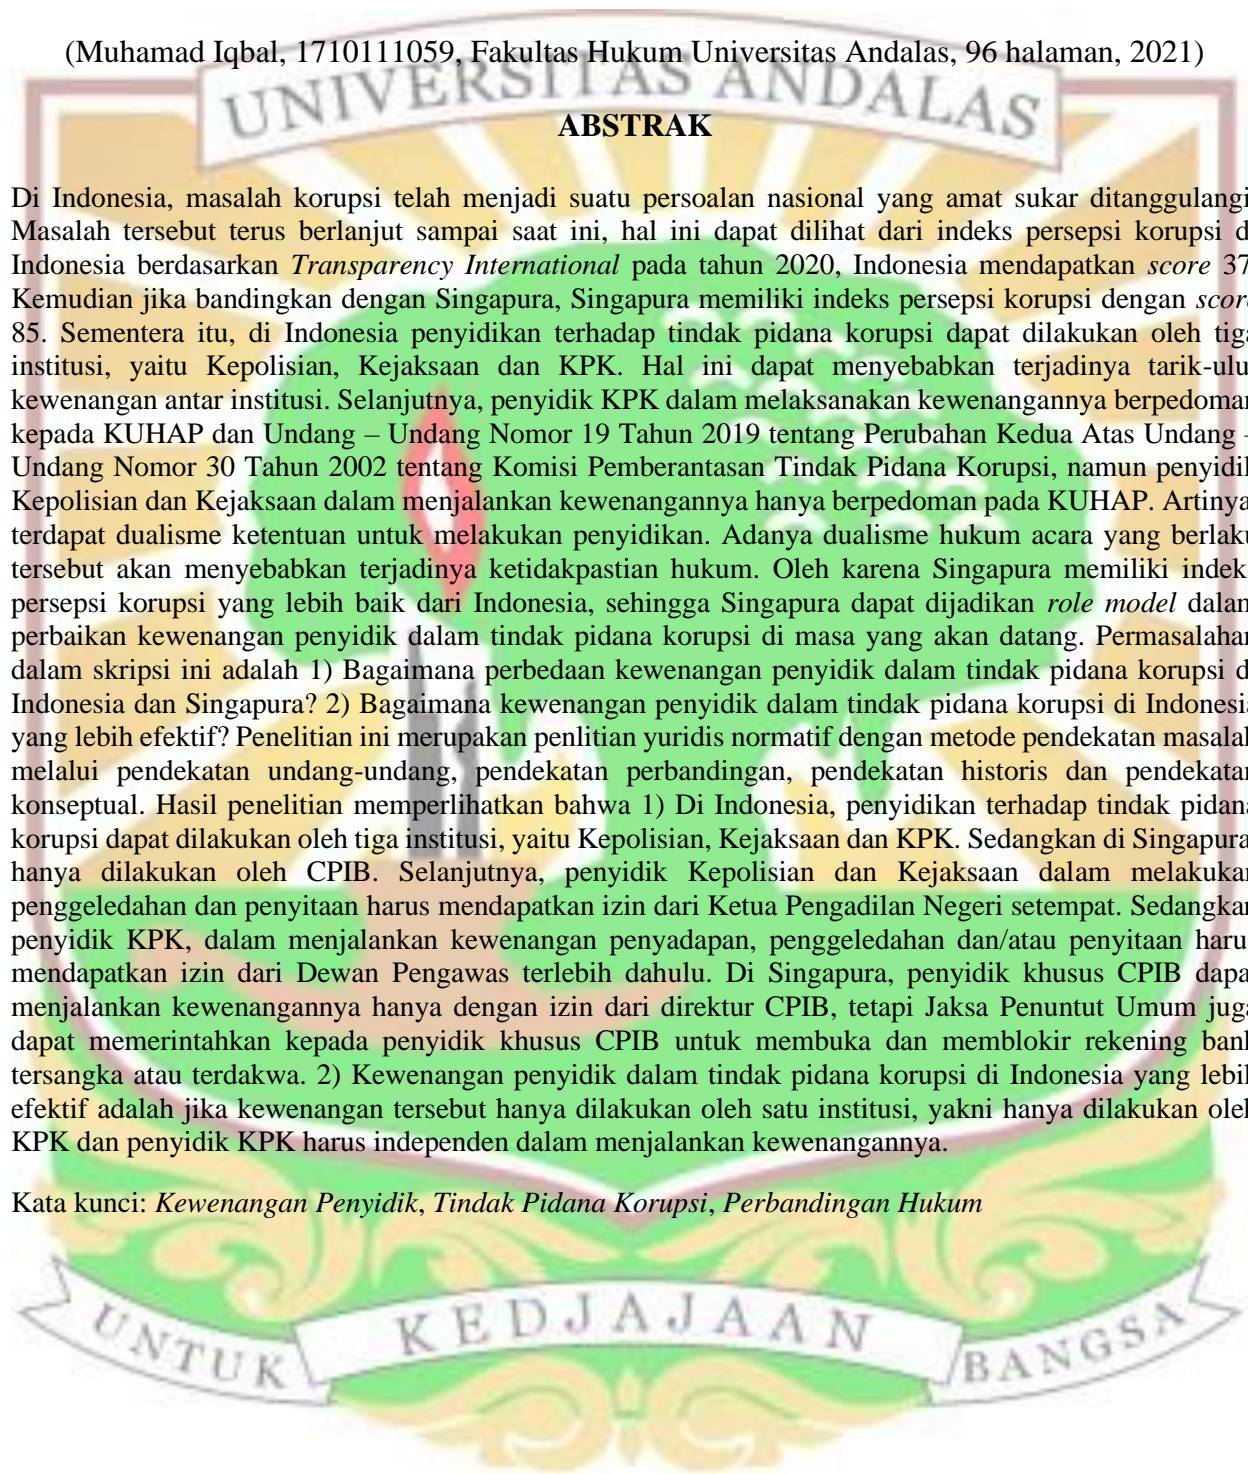 (Muhamad Iqbal, 1710111059, Fakultas Hukum Universitas Andalas, 96 halaman, 2021)
UNIVERSITAS ANDALAS
ABSTRAK
Di Indonesia, masalah korupsi telah menjadi suatu persoalan nasional yang amat sukar ditanggulangi
Masalah tersebut terus berlanjut sampai saat ini, hal ini dapat dilihat dari indeks persepsi korupsi d
Indonesia berdasarkan Transparency International pada tahun 2020, Indonesia mendapatkan score 37
Kemudian jika bandingkan dengan Singapura, Singapura memiliki indeks persepsi korupsi dengan score
85. Sementera itu, di Indonesia penyidikan terhadap tindak pidana korupsi dapat dilakukan oleh tiga
institusi, yaitu Kepolisian, Kejaksaan dan KPK. Hal ini dapat menyebabkan terjadinya tarik-ulu
kewenangan antar institusi. Selanjutnya, penyidik KPK dalam melaksanakan kewenangannya berpedoman
kepada KUHAP dan Undang – Undang Nomor 19 Tahun 2019 tentang Perubahan Kedua Atas Undang –
Undang Nomor 30 Tahun 2002 tentang Komisi Pemberantasan Tindak Pidana Korupsi, namun penyidik
Kepolisian dan Kejaksaan dalam menjalankan kewenangannya hanya berpedoman pada KUHAP. Artinya
terdapat dualisme ketentuan untuk melakukan penyidikan. Adanya dualisme hukum acara yang berlaku
tersebut akan menyebabkan terjadinya ketidakpastian hukum. Oleh karena Singapura memiliki indek
persepsi korupsi yang lebih baik dari Indonesia, sehingga Singapura dapat dijadikan role model dalam
perbaikan kewenangan penyidik dalam tindak pidana korupsi di masa yang akan datang. Permasalahan
dalam skripsi ini adalah 1) Bagaimana perbedaan kewenangan penyidik dalam tindak pidana korupsi d
Indonesia dan Singapura? 2) Bagaimana kewenangan penyidik dalam tindak pidana korupsi di Indonesia
yang lebih efektif? Penelitian ini merupakan penlitian yuridis normatif dengan metode pendekatan masalah
melalui pendekatan undang-undang, pendekatan perbandingan, pendekatan historis dan pendekatan
konseptual. Hasil penelitian memperlihatkan bahwa 1) Di Indonesia, penyidikan terhadap tindak pidana
korupsi dapat dilakukan oleh tiga institusi, yaitu Kepolisian, Kejaksaan dan KPK. Sedangkan di Singapura
hanya dilakukan oleh CPIB. Selanjutnya, penyidik Kepolisian dan Kejaksaan dalam melakukan
penggeledahan dan penyitaan harus mendapatkan izin dari Ketua Pengadilan Negeri setempat. Sedangkan
penyidik KPK, dalam menjalankan kewenangan penyadapan, penggeledahan dan/atau penyitaan haru
mendapatkan izin dari Dewan Pengawas terlebih dahulu. Di Singapura, penyidik khusus CPIB dapa
menjalankan kewenangannya hanya dengan izin dari direktur CPIB, tetapi Jaksa Penuntut Umum juga
dapat memerintahkan kepada penyidik khusus CPIB untuk membuka dan memblokir rekening bank
tersangka atau terdakwa. 2) Kewenangan penyidik dalam tindak pidana korupsi di Indonesia yang lebih
efektif adalah jika kewenangan tersebut hanya dilakukan oleh satu institusi, yakni hanya dilakukan oleh
KPK dan penyidik KPK harus independen dalam menjalankan kewenangannya.
Kata kunci: Kewenangan Penyidik, Tindak Pidana Korupsi, Perbandingan Hukum
UNTUK KEDJAJAAN BANGSA